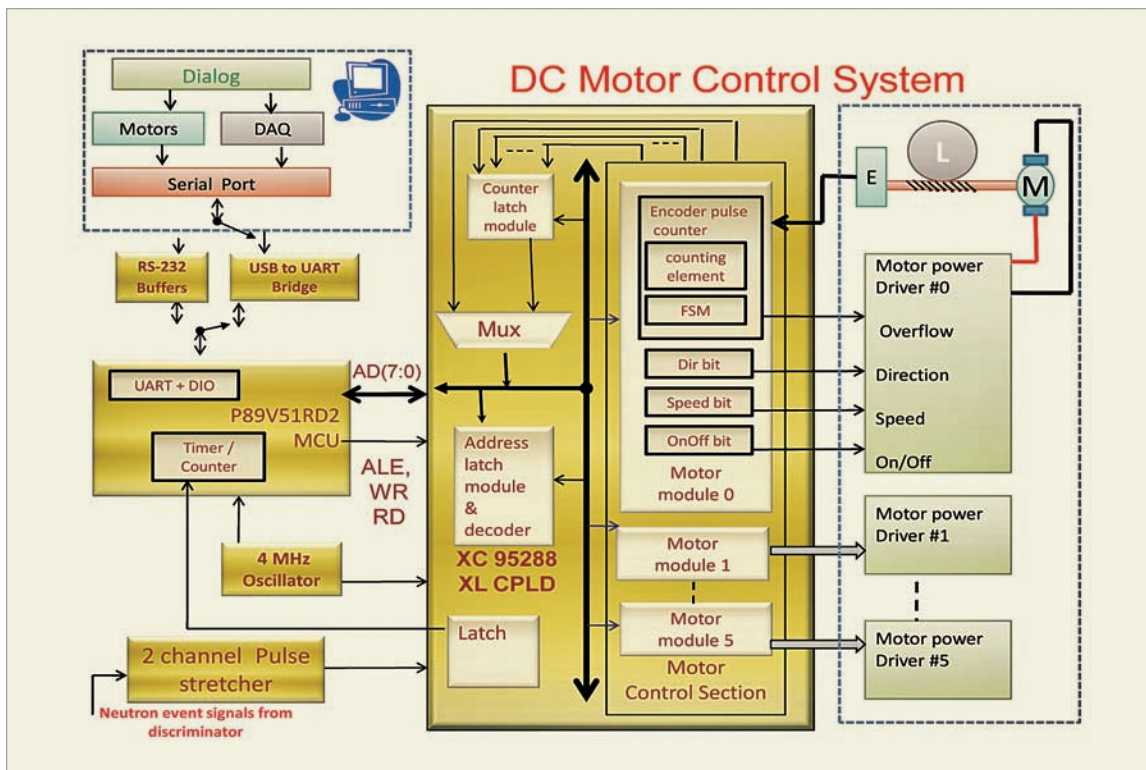 DC Motor Control System
Dialog
Motors
DAQ
Serial Port
RS-232
Buffers
USB to UART
Bridge
UART + DIO
P89V51RD2
MCU
Timer /
Counter
AD(7:0)
ALE,
WR
RD
4 MHz
Oscillator
2 channel Pulse
stretcher
Neutron event signals from
discriminator
Counter
latch
module
Mux
Address
latch
module
&
decoder
XC 95288
XL CPLD
Latch
Encoder pulse
counter
counting
element
FSM
Dir bit
Speed bit
OnOff bit
Motor
module 0
Motor
module 1
Motor
module 5
Motor
Control Section
E
L
M
Motor power
Driver #0
Overflow
Direction
Speed
On/Off
Motor power
Driver #1
Motor power
Driver #5